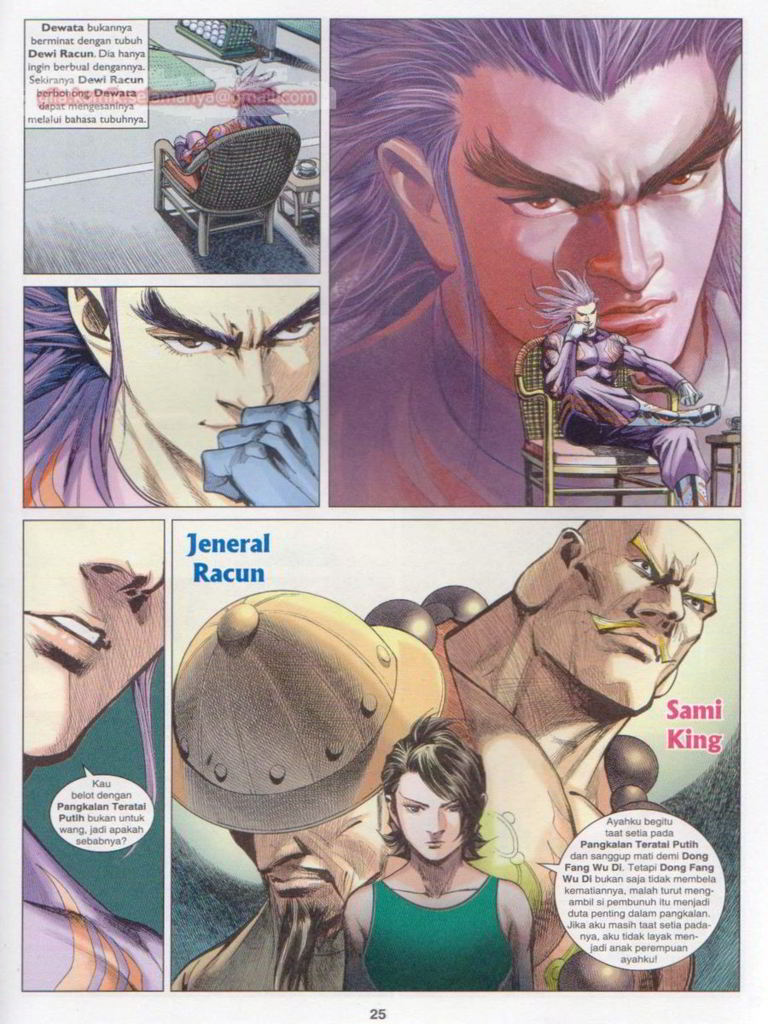 Dewata bukannya
berminat dengan tubuh
Dewi Racun. Dia hanya
ingin berbual dengannya.
Sekiranya Dewi Racun
berbohong, Dewata
dapat mengesaninya
melalui bahasa tubuhnya.
Kau
belot dengan
Pangkalan Teratai
Putih bukan untuk
wang, jadi apakah
sebabnya?
Jeneral
Racun
Sami
King
Ayahku begitu
taat setia pada
Pangkalan Teratai Putih
dan sanggup mati demi Dong
Fang Wu Di. Tetapi Dong Fang
Wu Di bukan saja tidak membela
kematiannya, malah turut meng-
ambil si pembunuh itu menjadi
duta penting dalam pangkalan.
Jika aku masih taat setia pada-
nya, aku tidak layak men-
jadi anak perempuan
ayahku!
25